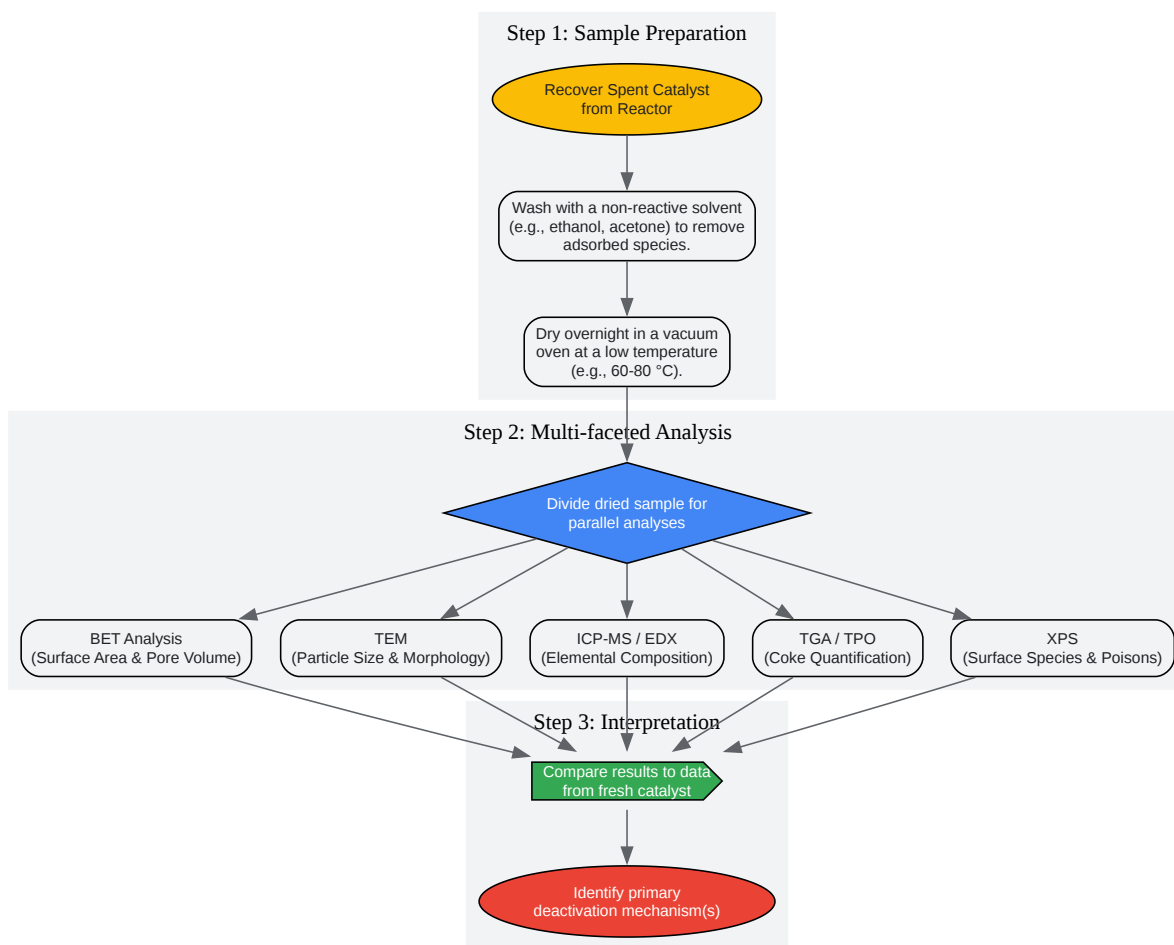 Step 1: Sample Preparation
Recover Spent Catalyst
from Reactor
Wash with a non-reactive solvent
(e.g., ethanol, acetone) to remove
adsorbed species.
Dry overnight in a vacuum
oven at a low temperature
(e.g., 60-80 °C).
Step 2: Multi-faceted Analysis
Divide dried sample for
parallel analyses
BET Analysis
(Surface Area & Pore Volume)
TEM
(Particle Size & Morphology)
ICP-MS / EDX
(Elemental Composition)
TGA / TPO
(Coke Quantification)
XPS
(Surface Species & Poisons)
Step 3: Interpretation
Compare results to data
from fresh catalyst
Identify primary
deactivation mechanism(s)